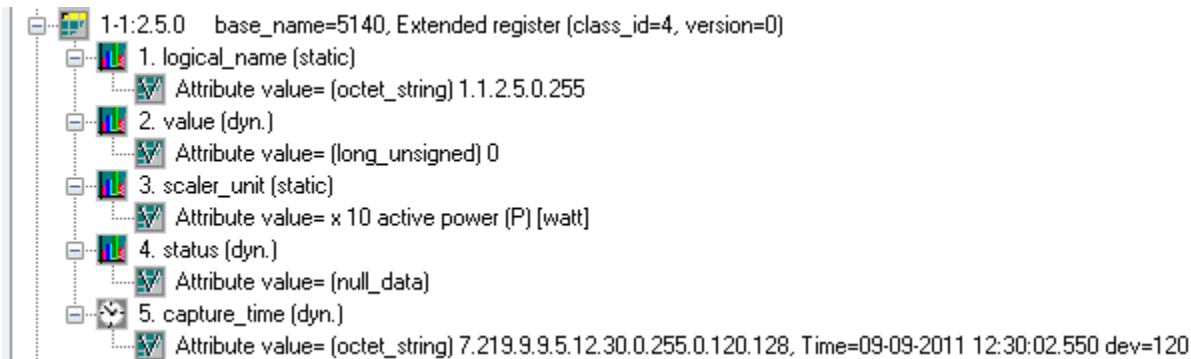 1-1:2.5.0 base_name=5140, Extended register (class_id=4, version=0)
1. logical_name (static)
Attribute value= (octet_string) 1.1.2.5.0.255
2. value (dyn.)
Attribute value= (long_unsigned) 0
3. scaler_unit (static)
Attribute value= x 10 active power (P) [watt]
4. status (dyn.)
Attribute value= (null_data)
5. capture_time (dyn.)
Attribute value= (octet_string) 7.219.9.9.5.12.30.0.255.0.120.128, Time=09-09-2011 12:30:02.550 dev=120